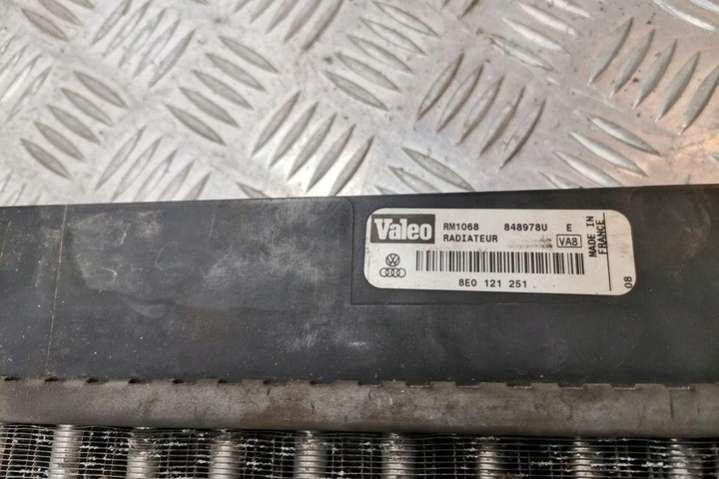 Valeo
RM1068 848978U E
RADIATEUR VA8
8E0 121 251
MADE IN
FRANCE
08